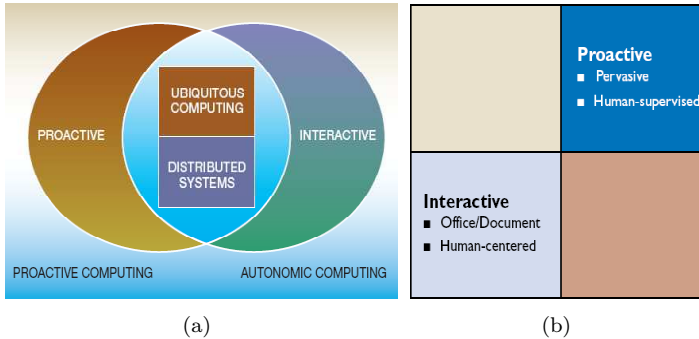 PROACTIVE
UBIQUITOUS
COMPUTING
DISTRIBUTED
SYSTEMS
INTERACTIVE
PROACTIVE COMPUTING
AUTONOMIC COMPUTING
(a)
Proactive
■ Pervasive
■ Human-supervised
Interactive
■ Office/Document
■ Human-centered
(b)